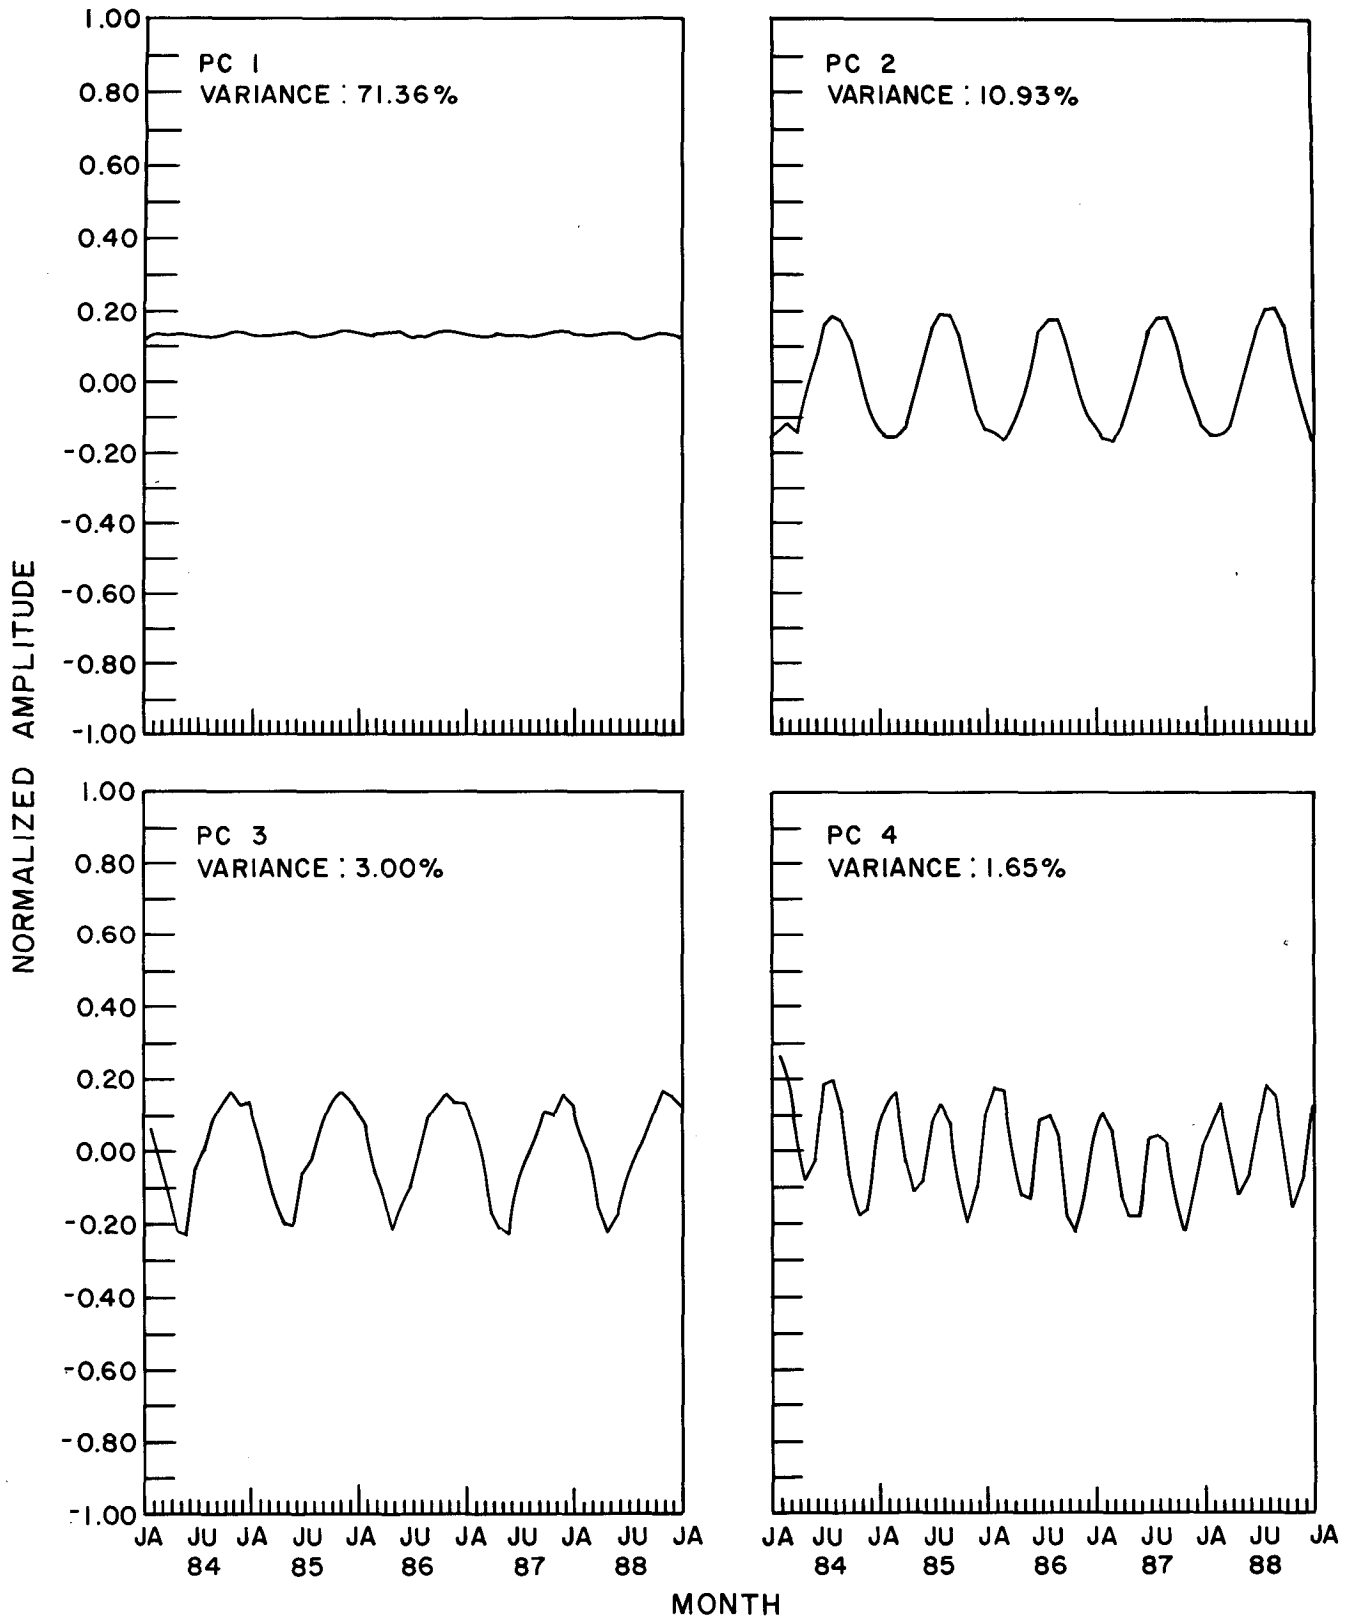 NORMALIZED AMPLITUDE
1.00
0.80
0.60
0.40
0.20
0.00
-0.20
-0.40
-0.60
-0.80
-1.00
PC 1
VARIANCE : 71.36%
PC 2
VARIANCE : 10.93%
1.00
0.80
0.60
0.40
0.20
0.00
-0.20
-0.40
-0.60
-0.80
-1.00
PC 3
VARIANCE : 3.00%
PC 4
VARIANCE : 1.65%
JA JU JA JU JA JU JA JU JA JU JA
84 85 86 87 88
JA JU JA JU JA JU JA JU JA JU JA
84 85 86 87 88
MONTH